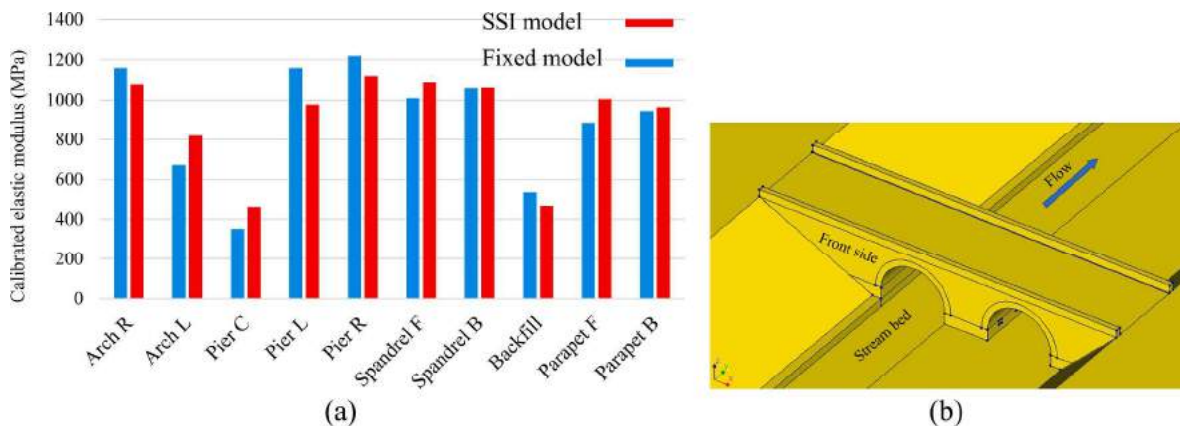 1400
1200
1000
800
600
400
200
0
Calibrated elastic modulus (MPa)
SSI model
Fixed model
Arch R
Arch L
Pier C
Pier L
Pier R
Spandrel F
Spandrel B
Backfill
Parapet F
Parapet B
(a)
Flow
Front side
Stream bed
(b)